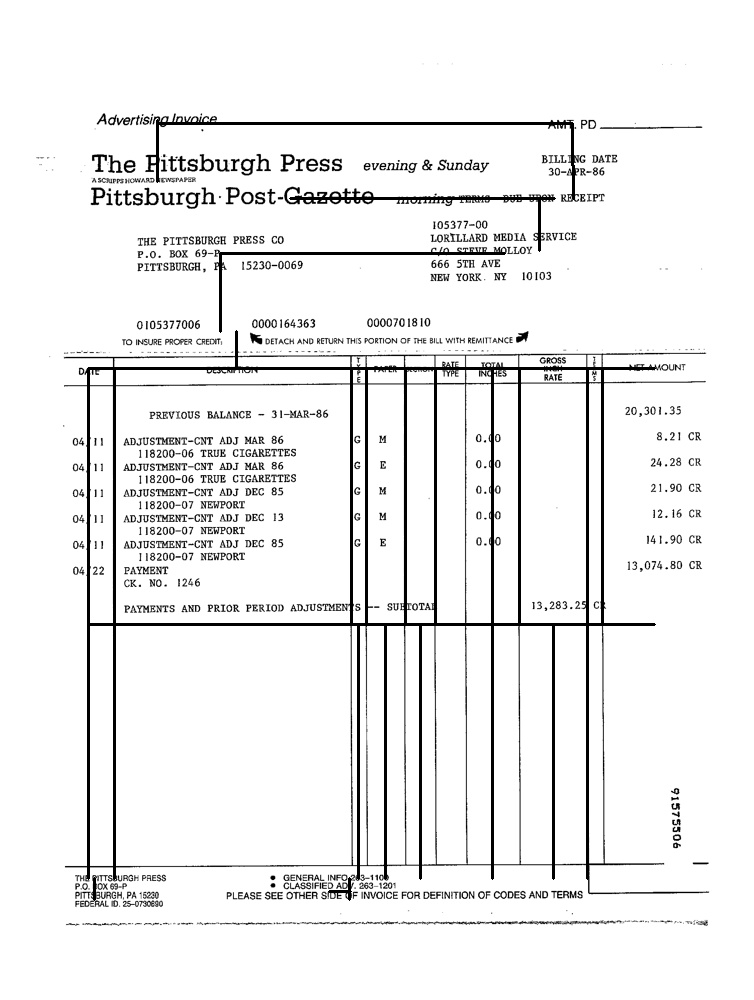 Advertising Invoice
AMT. PD
The Pittsburgh Press evening & Sunday
BILLING DATE
30-APR-86
A SCRIPPS HOWARD NEWSPAPER
Pittsburgh Post-Gazette morning TERMS DUE UPON RECEIPT
105377-00
THE PITTSBURGH PRESS CO LORILLARD MEDIA SERVICE
P.O. BOX 69-P C/O STEVE MOLLOY
PITTSBURGH, PA 15230-0069 666 5TH AVE
NEW YORK NY 10103
0105377006 0000164363 0000701810
TO INSURE PROPER CREDIT: DETACH AND RETURN THIS PORTION OF THE BILL WITH REMITTANCE
DATE DESCRIPTION TYPE PAPER SECTION RATE TYPE TOTAL INCHES GROSS INCH RATE TERMS NET AMOUNT
PREVIOUS BALANCE - 31-MAR-86 20,301.35
04/11 ADJUSTMENT-CNT ADJ MAR 86 G M 0.00 8.21 CR
118200-06 TRUE CIGARETTES
04/11 ADJUSTMENT-CNT ADJ MAR 86 G E 0.00 24.28 CR
118200-06 TRUE CIGARETTES
04/11 ADJUSTMENT-CNT ADJ DEC 85 G M 0.00 21.90 CR
118200-07 NEWPORT
04/11 ADJUSTMENT-CNT ADJ DEC 13 G M 0.00 12.16 CR
118200-07 NEWPORT
04/11 ADJUSTMENT-CNT ADJ DEC 85 G E 0.00 141.90 CR
118200-07 NEWPORT
04/22 PAYMENT 13,074.80 CR
CK. NO. 1246
PAYMENTS AND PRIOR PERIOD ADJUSTMENTS -- SUBTOTAL 13,283.25 CR
91575506
THE PITTSBURGH PRESS
P.O. BOX 69-P
PITTSBURGH, PA 15230
FEDERAL ID. 25-0730690
● GENERAL INFO 263-1100
● CLASSIFIED ADV. 263-1201
PLEASE SEE OTHER SIDE OF INVOICE FOR DEFINITION OF CODES AND TERMS